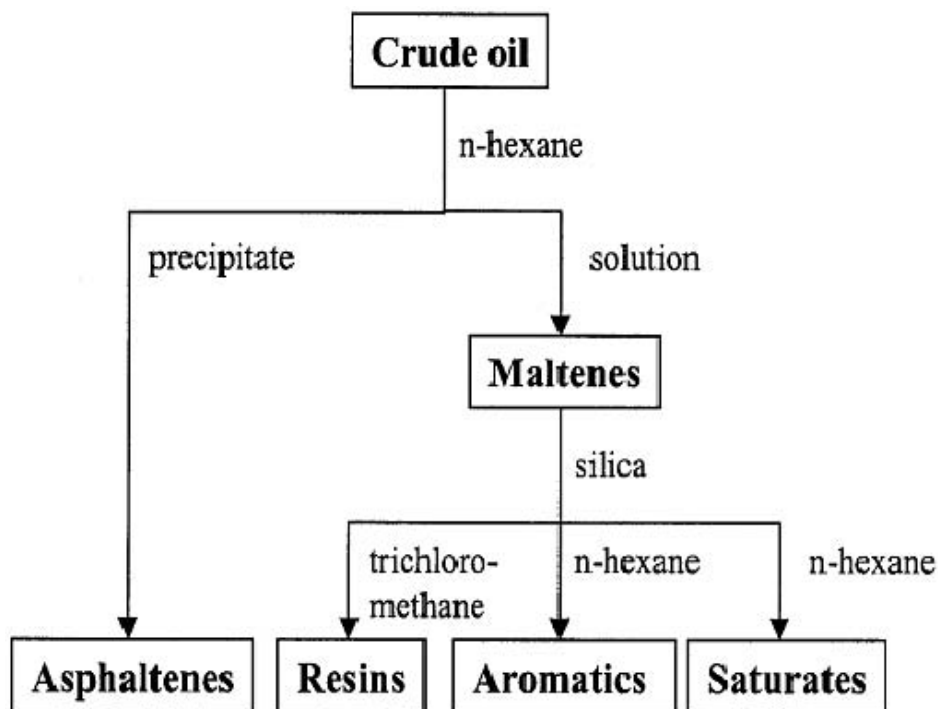 Crude oil
n-hexane
precipitate
solution
Maltenes
silica
trichloro-
methane
n-hexane
n-hexane
Asphaltenes
Resins
Aromatics
Saturates